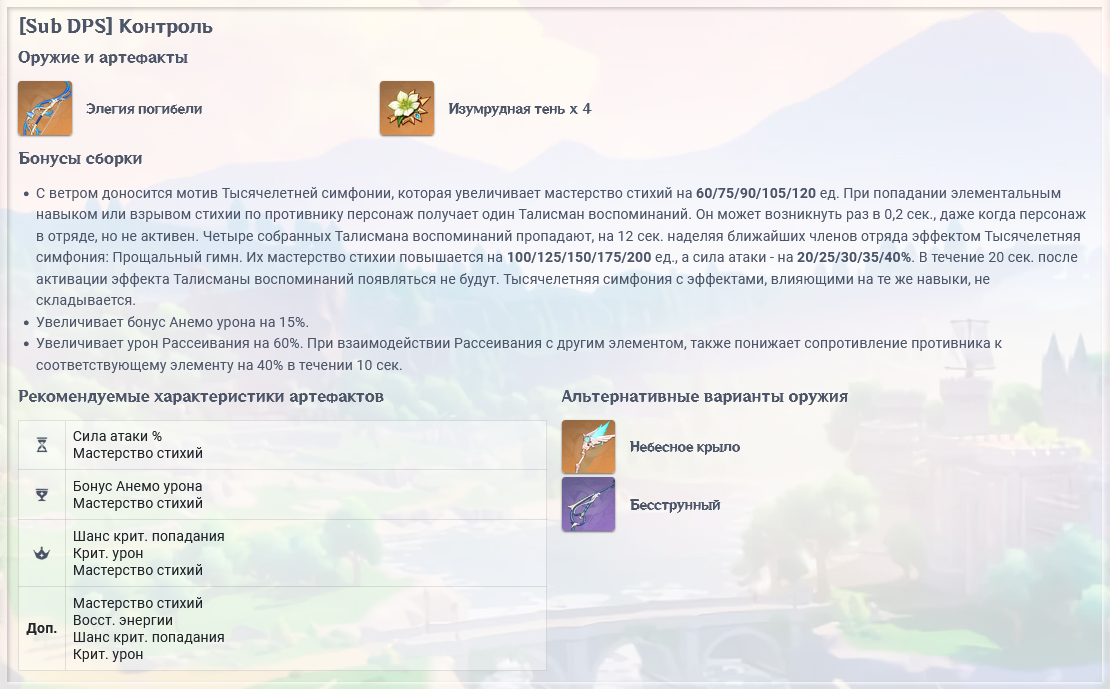 [Sub DPS] Контроль
Оружие и артефакты
Элегия погибели
Изумрудная тень x 4
Бонусы сборки
• С ветром доносится мотив Тысячелетней симфонии, которая увеличивает мастерство стихий на 60/75/90/105/120 ед. При попадании элементальным
навыком или взрывом стихии по противнику персонаж получает один Талисман воспоминаний. Он может возникнуть раз в 0,2 сек., даже когда персонаж
в отряде, но не активен. Четыре собранных Талисмана воспоминаний пропадают, на 12 сек. наделяя ближайших членов отряда эффектом Тысячелетняя
симфония: Прощальный гимн. Их мастерство стихии повышается на 100/125/150/175/200 ед., а сила атаки - на 20/25/30/35/40%. В течение 20 сек. после
активации эффекта Талисманы воспоминаний появляться не будут. Тысячелетняя симфония с эффектами, влияющими на те же навыки, не
складывается.
• Увеличивает бонус Анемо урона на 15%.
• Увеличивает урон Рассеивания на 60%. При взаимодействии Рассеивания с другим элементом, также понижает сопротивление противника к
соответствующему элементу на 40% в течении 10 сек.
Рекомендуемые характеристики артефактов
Сила атаки %
Мастерство стихий
Бонус Анемо урона
Мастерство стихий
Шанс крит. попадания
Крит. урон
Мастерство стихий
Доп.
Мастерство стихий
Восст. энергии
Шанс крит. попадания
Крит. урон
Альтернативные варианты оружия
Небесное крыло
Бесструнный